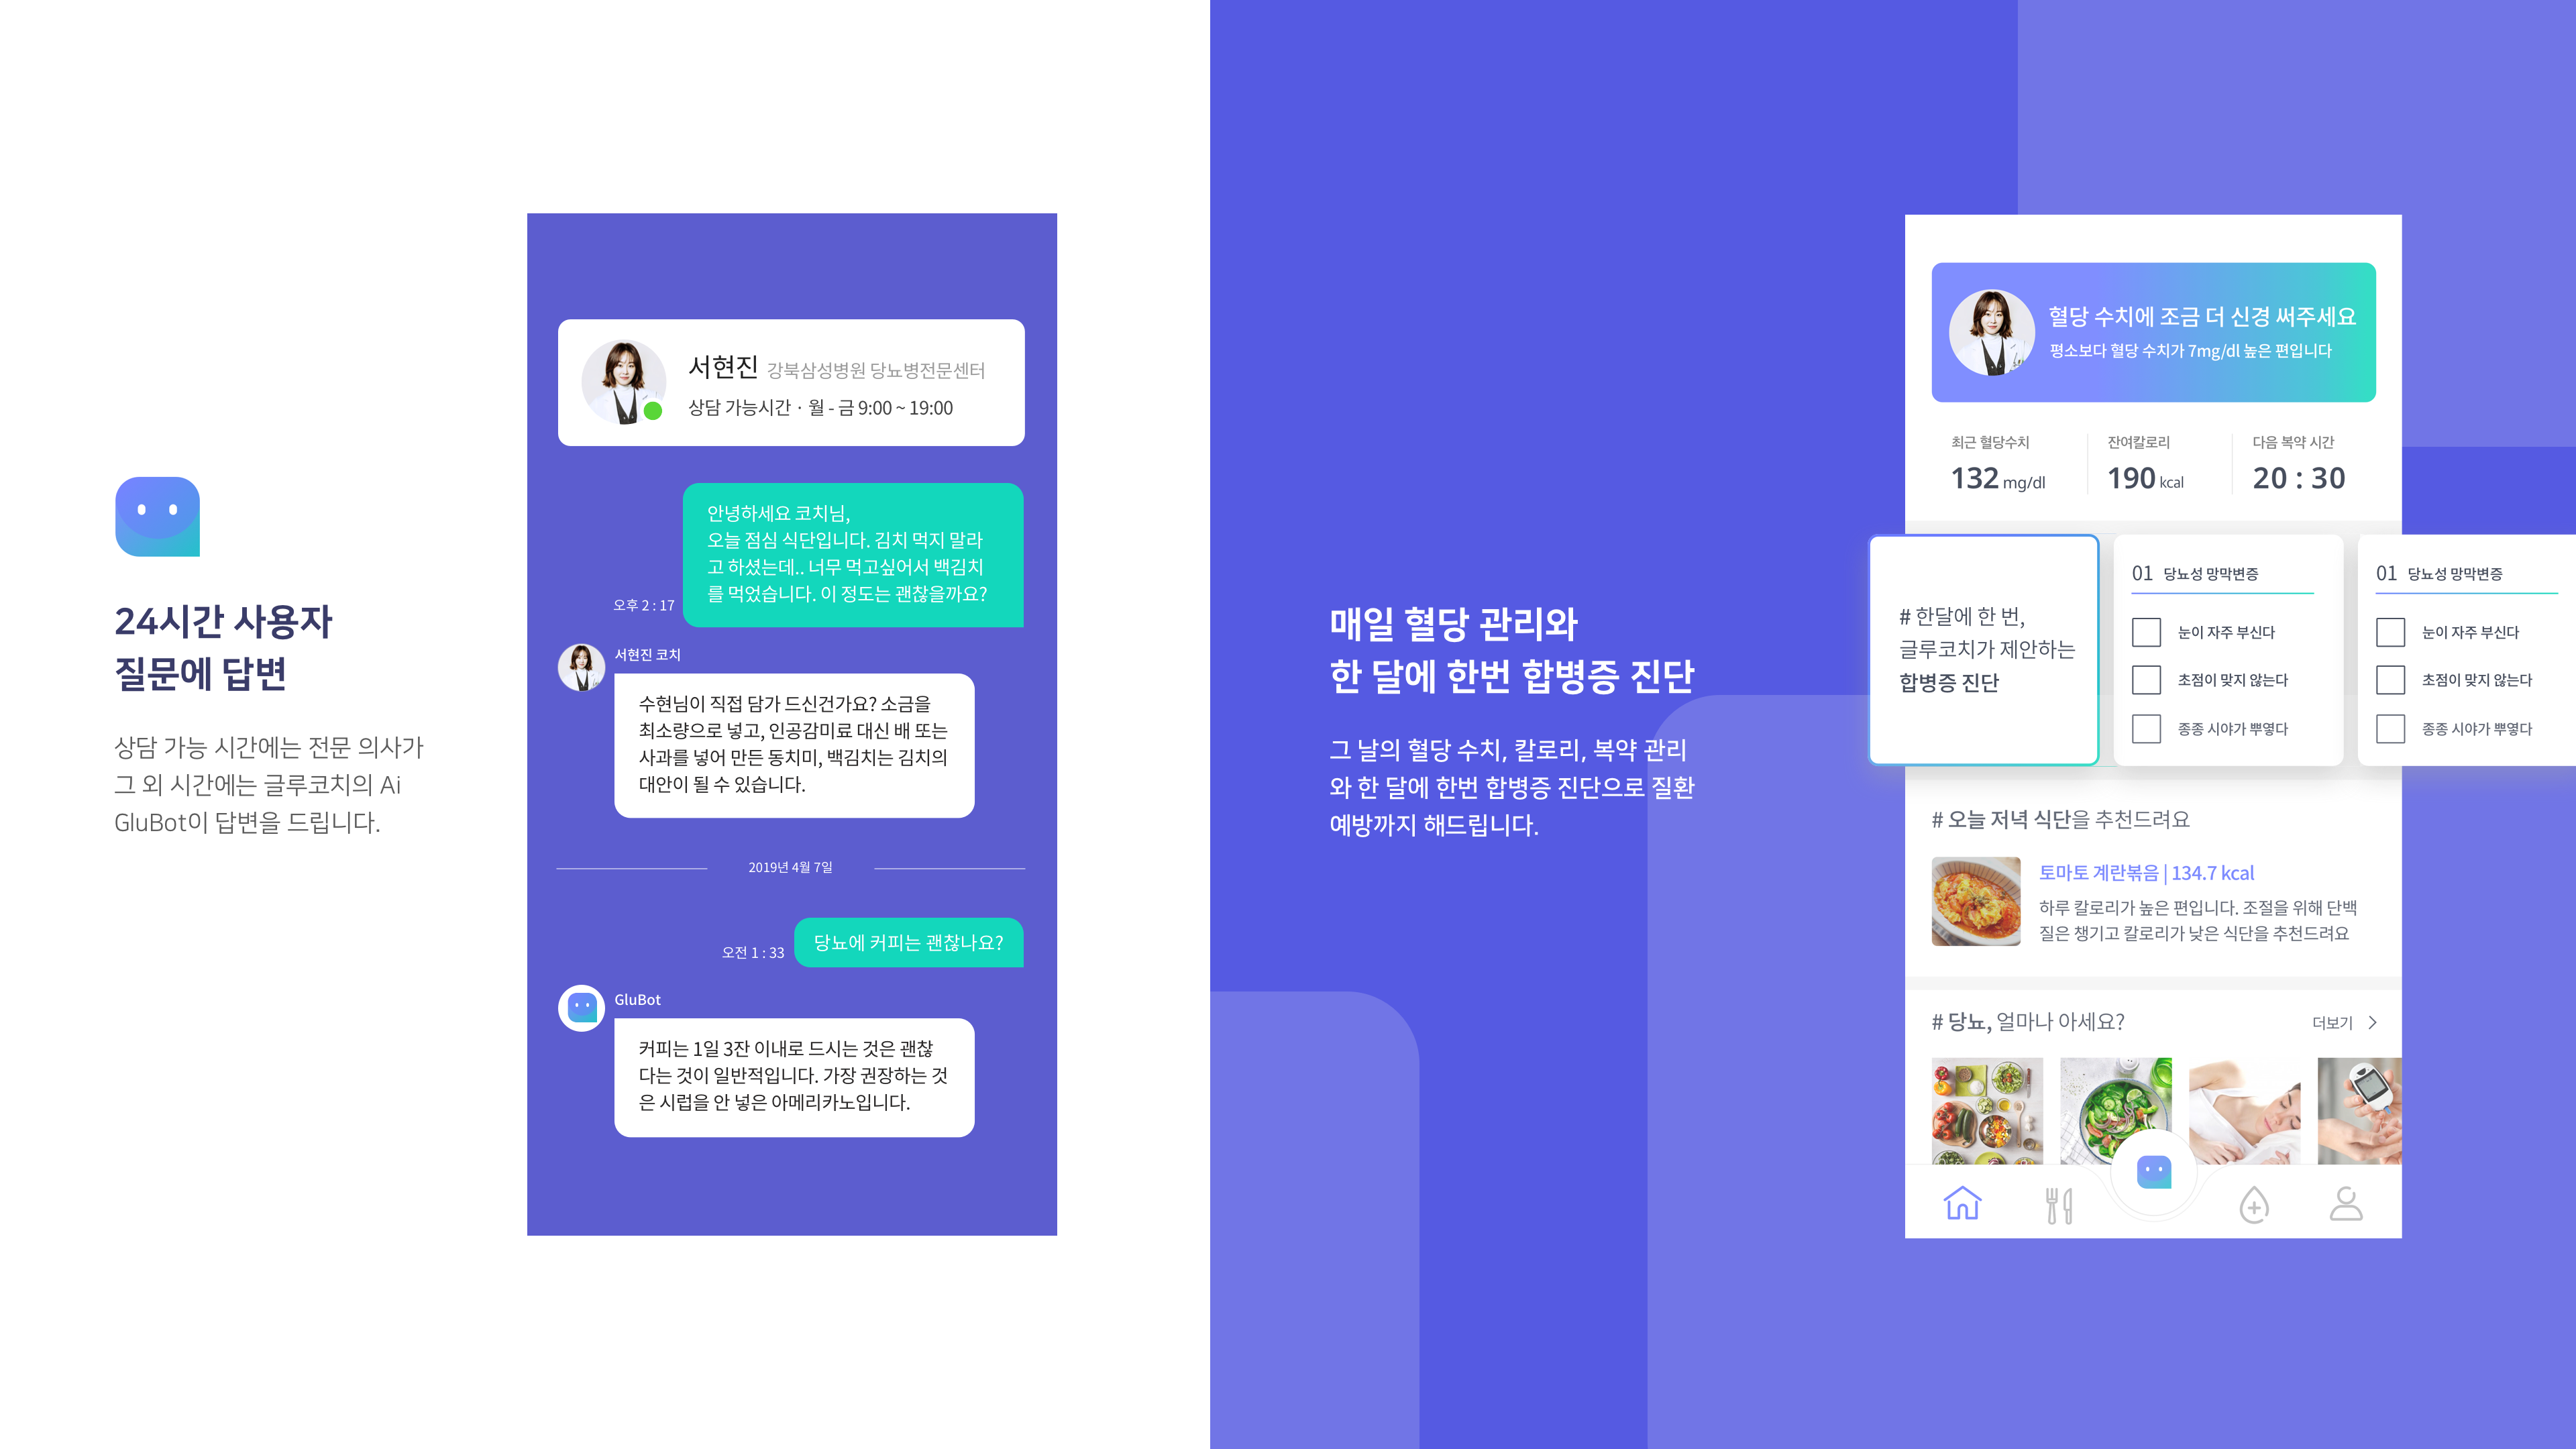 24시간 사용자
질문에 답변
상담 가능 시간에는 전문 의사가
그 외 시간에는 글루코치의 Ai
GluBot이 답변을 드립니다.
서현진 강북삼성병원 당뇨병전문센터
상담 가능시간 · 월 - 금 9:00 ~ 19:00
안녕하세요 코치님,
오늘 점심 식단입니다. 김치 먹지 말라
고 하셨는데.. 너무 먹고싶어서 백김치
를 먹었습니다. 이 정도는 괜찮을까요?
오후 2 : 17
서현진 코치
수현님이 직접 담가 드신건가요? 소금을
최소량으로 넣고, 인공감미료 대신 배 또는
사과를 넣어 만든 동치미, 백김치는 김치의
대안이 될 수 있습니다.
2019년 4월 7일
당뇨에 커피는 괜찮나요?
오전 1 : 33
GluBot
커피는 1일 3잔 이내로 드시는 것은 괜찮
다는 것이 일반적입니다. 가장 권장하는 것
은 시럽을 안 넣은 아메리카노입니다.
매일 혈당 관리와
한 달에 한번 합병증 진단
그 날의 혈당 수치, 칼로리, 복약 관리
와 한 달에 한번 합병증 진단으로 질환
예방까지 해드립니다.
혈당 수치에 조금 더 신경 써주세요
평소보다 혈당 수치가 7mg/dl 높은 편입니다
최근 혈당수치
132 mg/dl
잔여칼로리
190 kcal
다음 복약 시간
20 : 30
# 한달에 한 번,
글루코치가 제안하는
합병증 진단
01 당뇨성 망막변증
눈이 자주 부신다
초점이 맞지 않는다
종종 시야가 뿌옇다
01 당뇨성 망막변증
눈이 자주 부신다
초점이 맞지 않는다
종종 시야가 뿌옇다
# 오늘 저녁 식단을 추천드려요
토마토 계란볶음 | 134.7 kcal
하루 칼로리가 높은 편입니다. 조절을 위해 단백
질은 챙기고 칼로리가 낮은 식단을 추천드려요
# 당뇨, 얼마나 아세요?
더보기